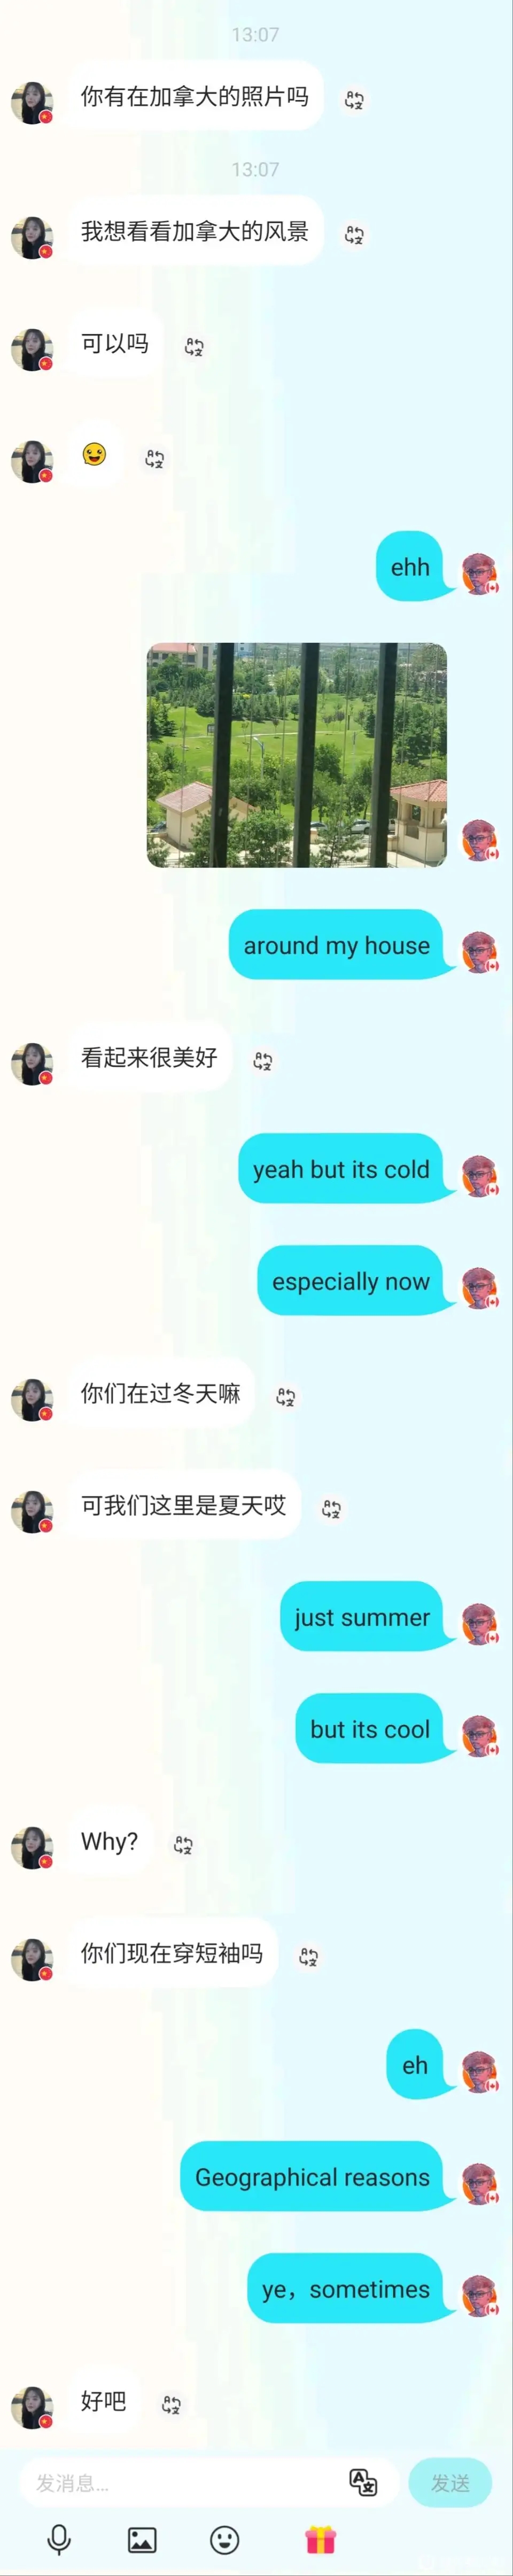 13:07
你有在加拿大的照片吗
13:07
我想看看加拿大的风景
可以吗
ehh
around my house
看起来很美好
yeah but its cold
especially now
你们在过冬天嘛
可我们这里是夏天哎
just summer
but its cool
Why?
你们现在穿短袖吗
eh
Geographical reasons
ye，sometimes
好吧
发消息...
发送